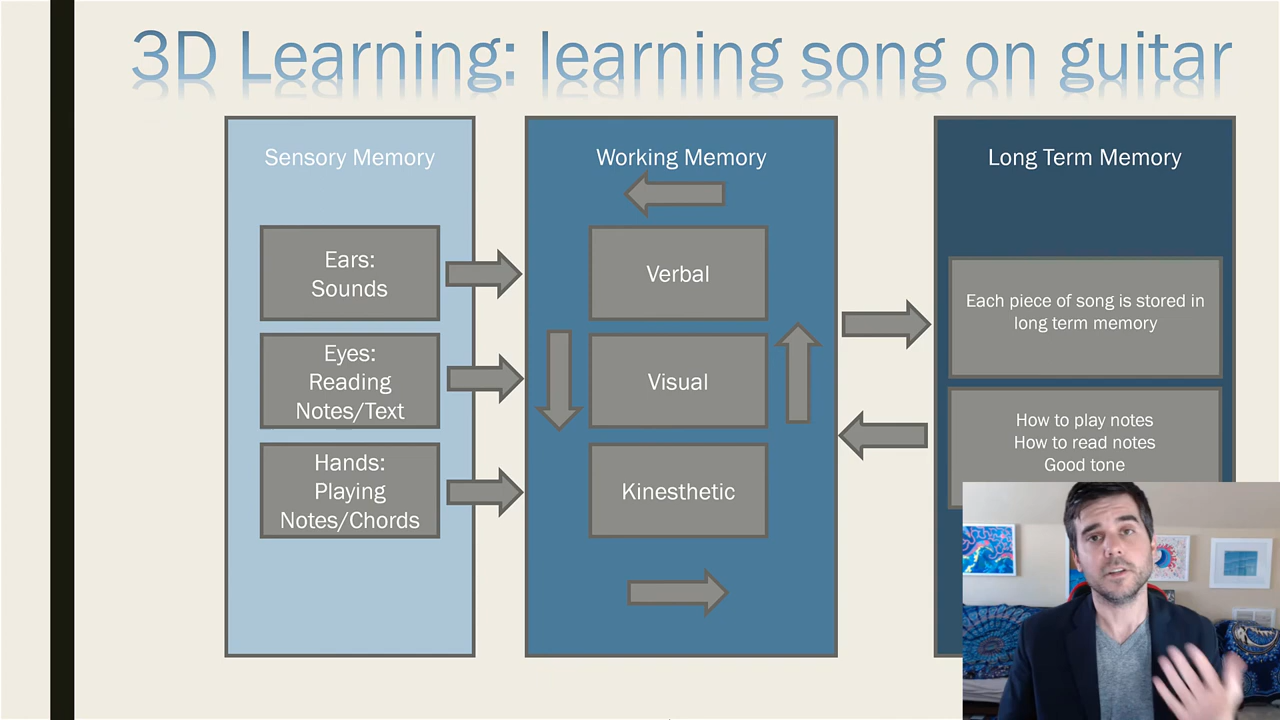 3D Learning: learning song on guitar
Sensory Memory
Ears:
Sounds
Eyes:
Reading
Notes/Text
Hands:
Playing
Notes/Chords
Working Memory
Verbal
Visual
Kinesthetic
Long Term Memory
Each piece of song is stored in
long term memory
How to play notes
How to read notes
Good tone